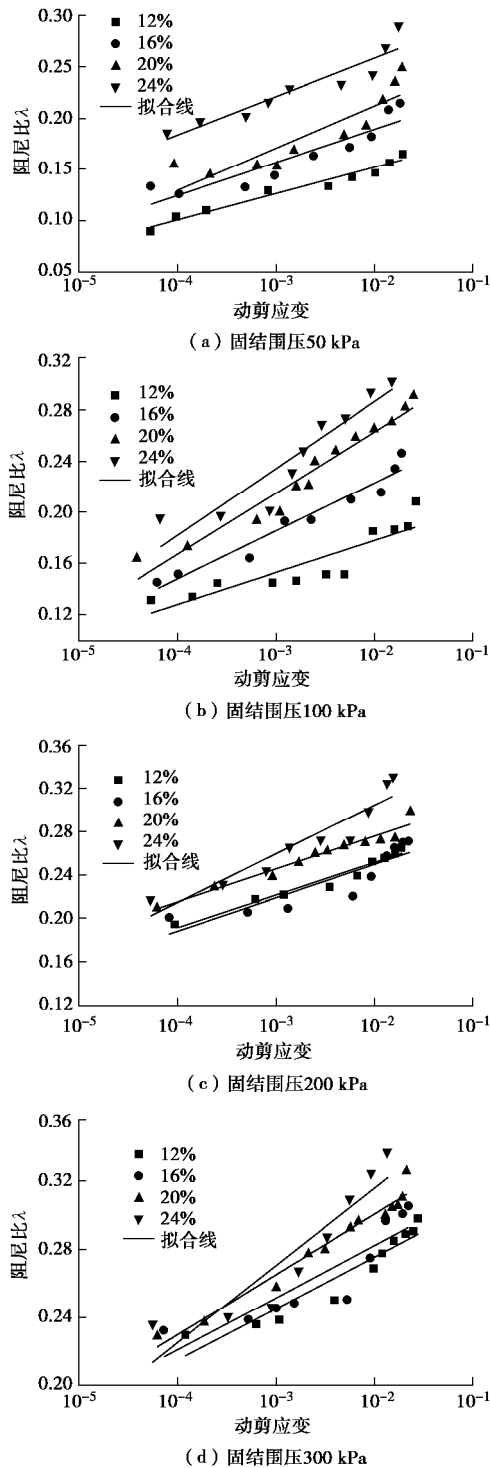 0.30
0.25
0.20
0.15
0.10
0.05
阻尼比λ
12%
16%
20%
24%
拟合线
10⁻⁵ 10⁻⁴ 10⁻³ 10⁻² 10⁻¹
动剪应变
(a) 固结围压50 kPa
0.32
0.28
0.24
0.20
0.16
0.12
阻尼比λ
12%
16%
20%
24%
拟合线
10⁻⁵ 10⁻⁴ 10⁻³ 10⁻² 10⁻¹
动剪应变
(b) 固结围压100 kPa
0.36
0.32
0.28
0.24
0.20
0.16
0.12
阻尼比λ
12%
16%
20%
24%
拟合线
10⁻⁵ 10⁻⁴ 10⁻³ 10⁻² 10⁻¹
动剪应变
(c) 固结围压200 kPa
0.36
0.32
0.28
0.24
0.20
阻尼比λ
12%
16%
20%
24%
拟合线
10⁻⁵ 10⁻⁴ 10⁻³ 10⁻² 10⁻¹
动剪应变
(d) 固结围压300 kPa